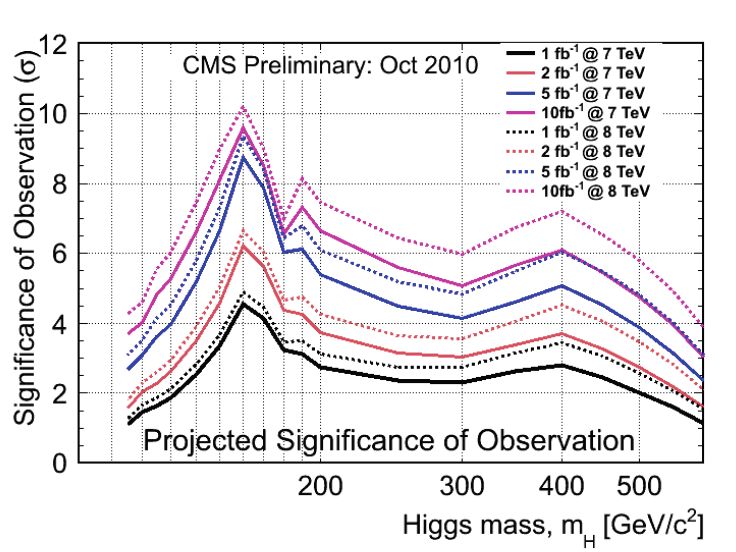 12
10
8
6
4
2
0
Significance of Observation (σ)
CMS Preliminary: Oct 2010
1 fb⁻¹ @ 7 TeV
2 fb⁻¹ @ 7 TeV
5 fb⁻¹ @ 7 TeV
10fb⁻¹ @ 7 TeV
1 fb⁻¹ @ 8 TeV
2 fb⁻¹ @ 8 TeV
5 fb⁻¹ @ 8 TeV
10fb⁻¹ @ 8 TeV
Projected Significance of Observation
200 300 400 500
Higgs mass, m_H [GeV/c²]